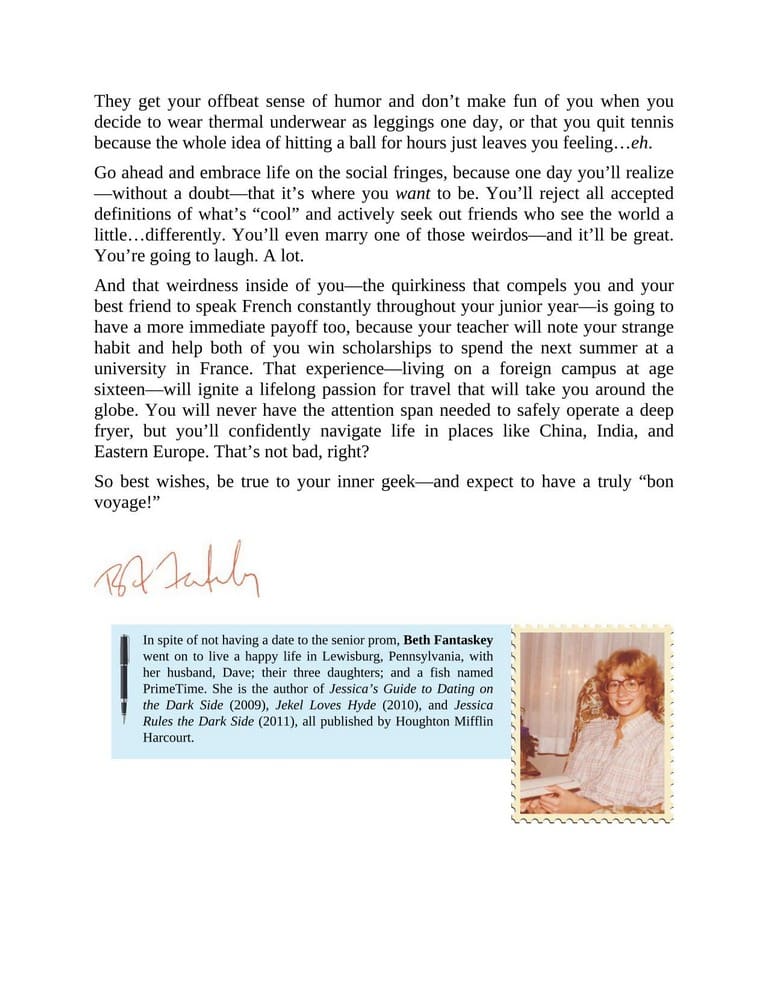 They get your offbeat sense of humor and don’t make fun of you when you
decide to wear thermal underwear as leggings one day, or that you quit tennis
because the whole idea of hitting a ball for hours just leaves you feeling…eh.
Go ahead and embrace life on the social fringes, because one day you’ll realize
—without a doubt—that it’s where you want to be. You’ll reject all accepted
definitions of what’s “cool” and actively seek out friends who see the world a
little…differently. You’ll even marry one of those weirdos—and it’ll be great.
You’re going to laugh. A lot.
And that weirdness inside of you—the quirkiness that compels you and your
best friend to speak French constantly throughout your junior year—is going to
have a more immediate payoff too, because your teacher will note your strange
habit and help both of you win scholarships to spend the next summer at a
university in France. That experience—living on a foreign campus at age
sixteen—will ignite a lifelong passion for travel that will take you around the
globe. You will never have the attention span needed to safely operate a deep
fryer, but you’ll confidently navigate life in places like China, India, and
Eastern Europe. That’s not bad, right?
So best wishes, be true to your inner geek—and expect to have a truly “bon
voyage!”
In spite of not having a date to the senior prom, Beth Fantaskey
went on to live a happy life in Lewisburg, Pennsylvania, with
her husband, Dave; their three daughters; and a fish named
PrimeTime. She is the author of Jessica’s Guide to Dating on
the Dark Side (2009), Jekel Loves Hyde (2010), and Jessica
Rules the Dark Side (2011), all published by Houghton Mifflin
Harcourt.